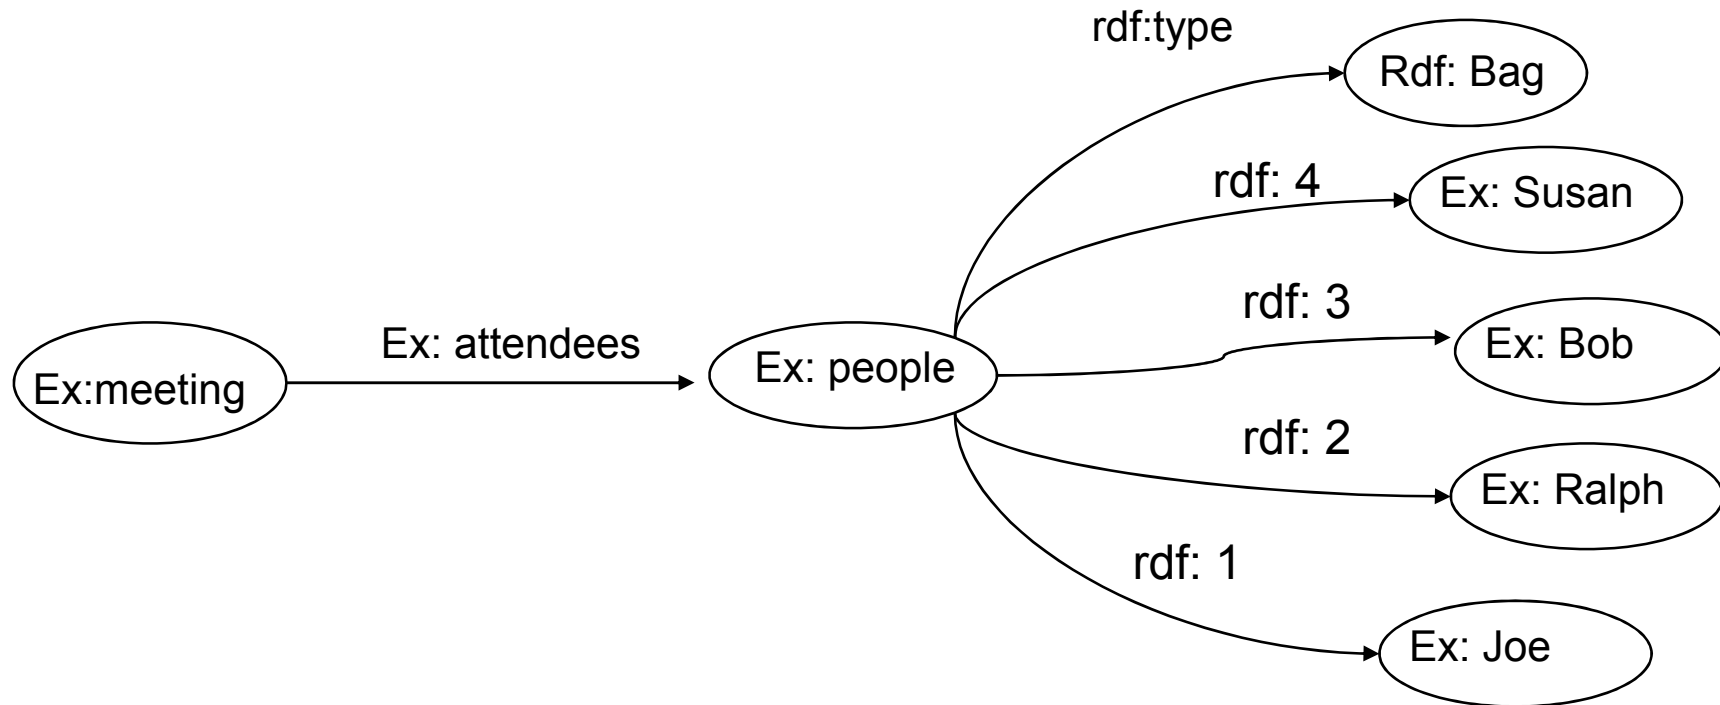 rdf:type
Rdf: Bag
rdf: 4
Ex: Susan
rdf: 3
Ex: Bob
Ex: attendees
Ex:meeting
Ex: people
rdf: 2
Ex: Ralph
rdf: 1
Ex: Joe